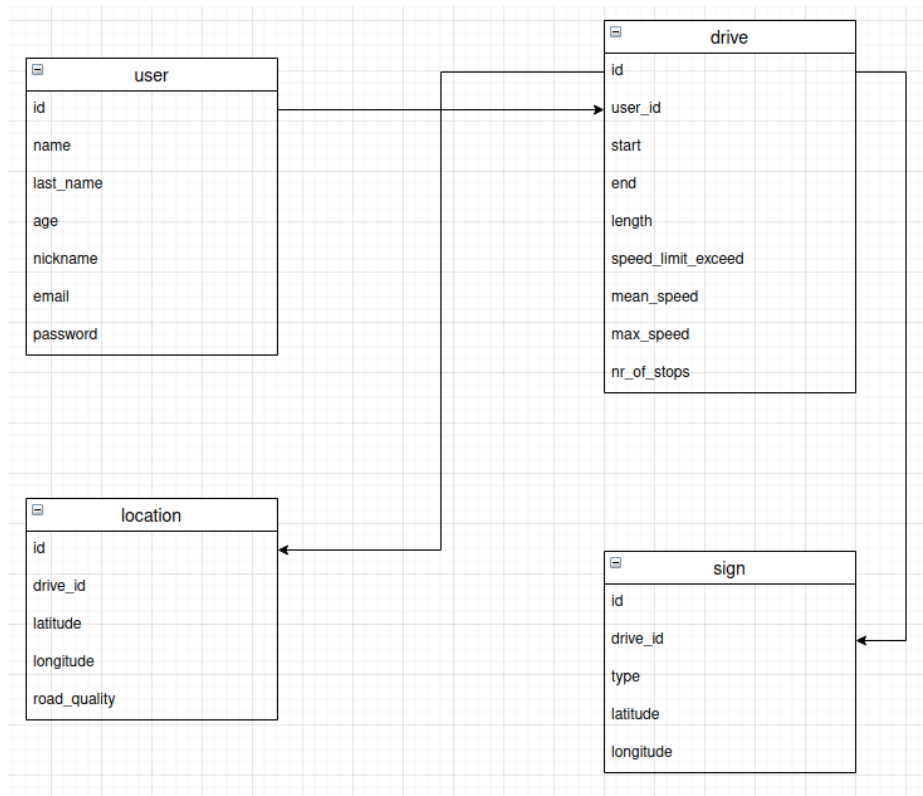 user
id
name
last_name
age
nickname
email
password
drive
id
user_id
start
end
length
speed_limit_exceed
mean_speed
max_speed
nr_of_stops
location
id
drive_id
latitude
longitude
road_quality
sign
id
drive_id
type
latitude
longitude